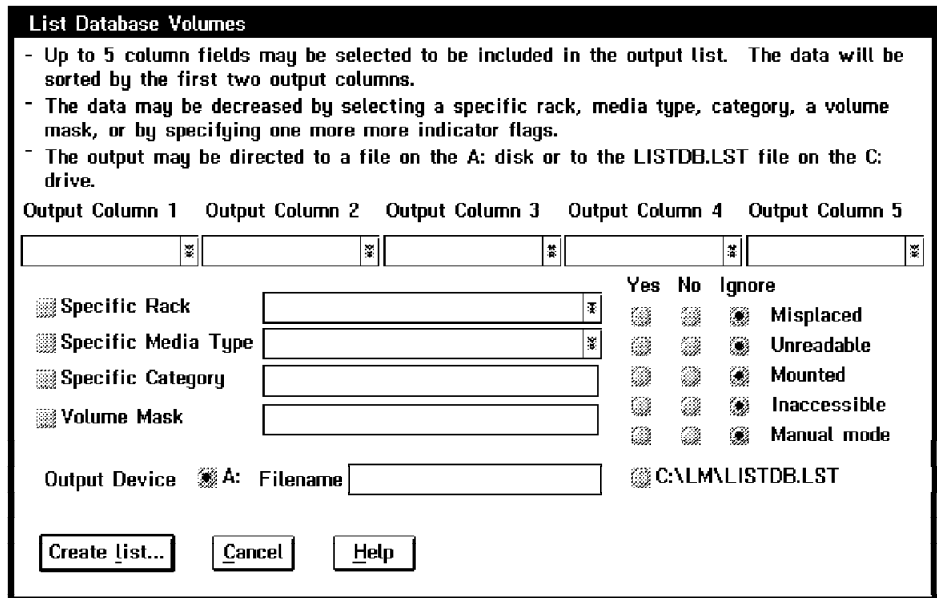 List Database Volumes
- Up to 5 column fields may be selected to be included in the output list. The data will be
sorted by the first two output columns.
- The data may be decreased by selecting a specific rack, media type, category, a volume
mask, or by specifying one more more indicator flags.
- The output may be directed to a file on the A: disk or to the LISTDB.LST file on the C:
drive.
Output Column 1 Output Column 2 Output Column 3 Output Column 4 Output Column 5
Yes No Ignore
Specific Rack
Misplaced
Specific Media Type
Unreadable
Specific Category
Mounted
Volume Mask
Inaccessible
Manual mode
Output Device A: Filename C:\LM\LISTDB.LST
Create list... Cancel Help